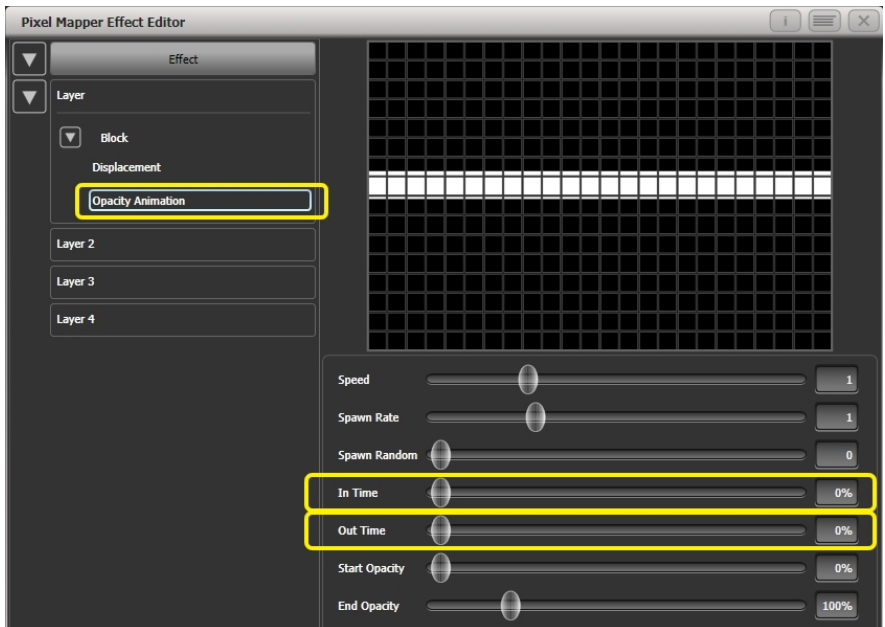 Pixel Mapper Effect Editor
Effect
Layer
Block
Displacement
Opacity Animation
Layer 2
Layer 3
Layer 4
Speed 1
Spawn Rate 1
Spawn Random 0
In Time 0%
Out Time 0%
Start Opacity 0%
End Opacity 100%